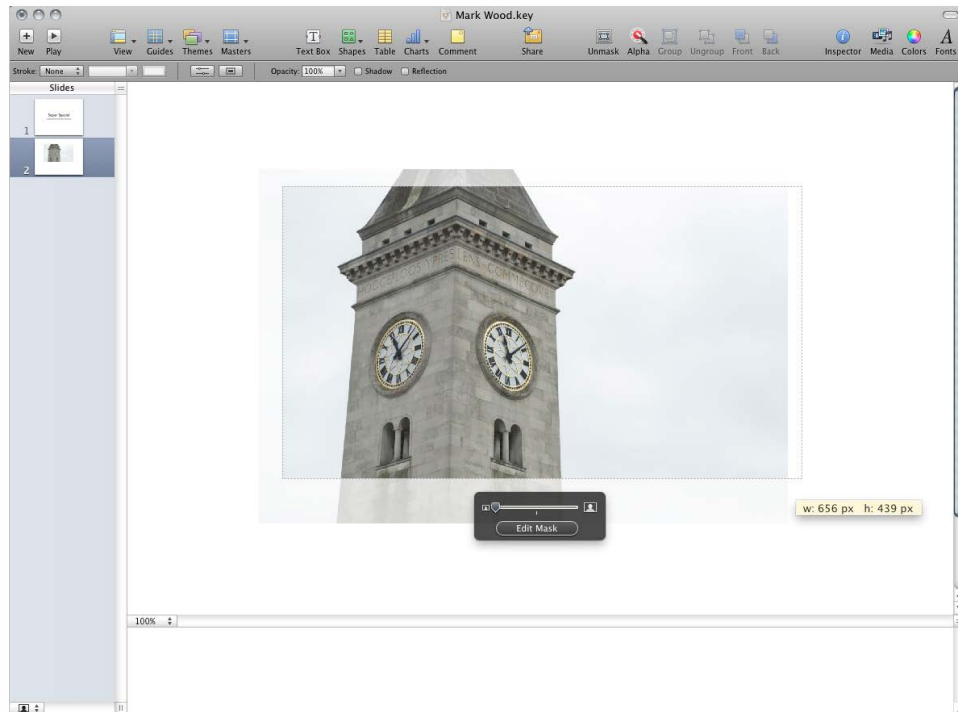 Mark Wood.key
New Play View Guides Themes Masters Text Box Shapes Table Charts Comment Share Unmask Alpha Group Ungroup Front Back Inspector Media Colors Fonts
Stroke: None Opacity: 100% Shadow Reflection
Slides
1
2
Edit Mask
w: 656 px h: 439 px
100%